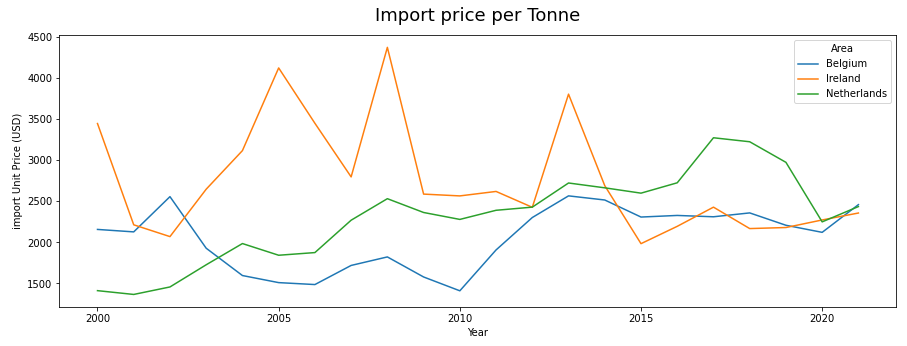 Import price per Tonne
import Unit Price (USD)
4500
4000
3500
3000
2500
2000
1500
Area
Belgium
Ireland
Netherlands
2000
2005
2010
2015
2020
Year